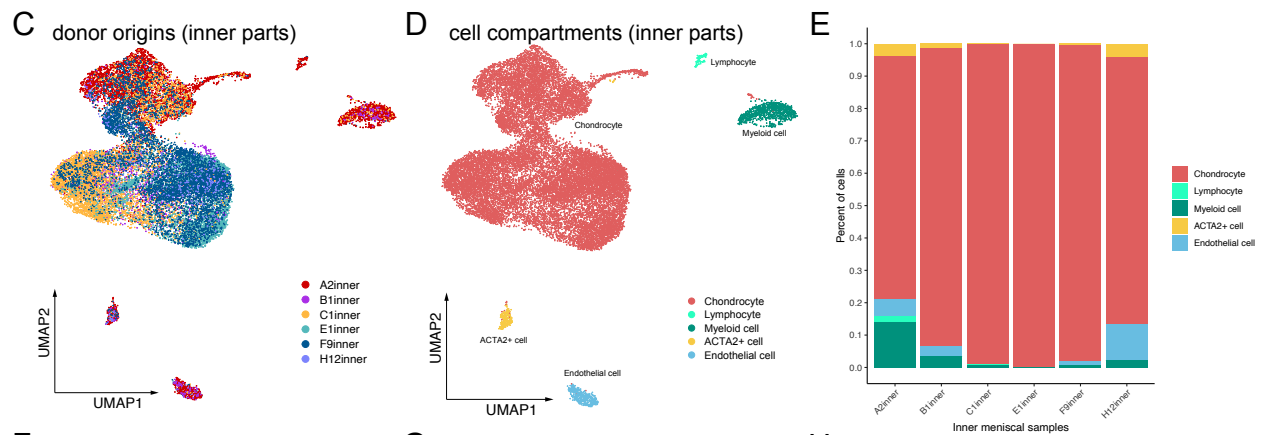 C donor origins (inner parts)
UMAP2
UMAP1
A2inner
B1inner
C1inner
E1inner
F9inner
H12inner
D cell compartments (inner parts)
Lymphocyte
Chondrocyte
Myeloid cell
ACTA2+ cell
Endothelial cell
UMAP2
UMAP1
Chondrocyte
Lymphocyte
Myeloid cell
ACTA2+ cell
Endothelial cell
E
Percent of cells
1.0
0.9
0.8
0.7
0.6
0.5
0.4
0.3
0.2
0.1
0.0
A2inner
B1inner
C1inner
E1inner
F9inner
H12inner
Inner meniscal samples
Chondrocyte
Lymphocyte
Myeloid cell
ACTA2+ cell
Endothelial cell